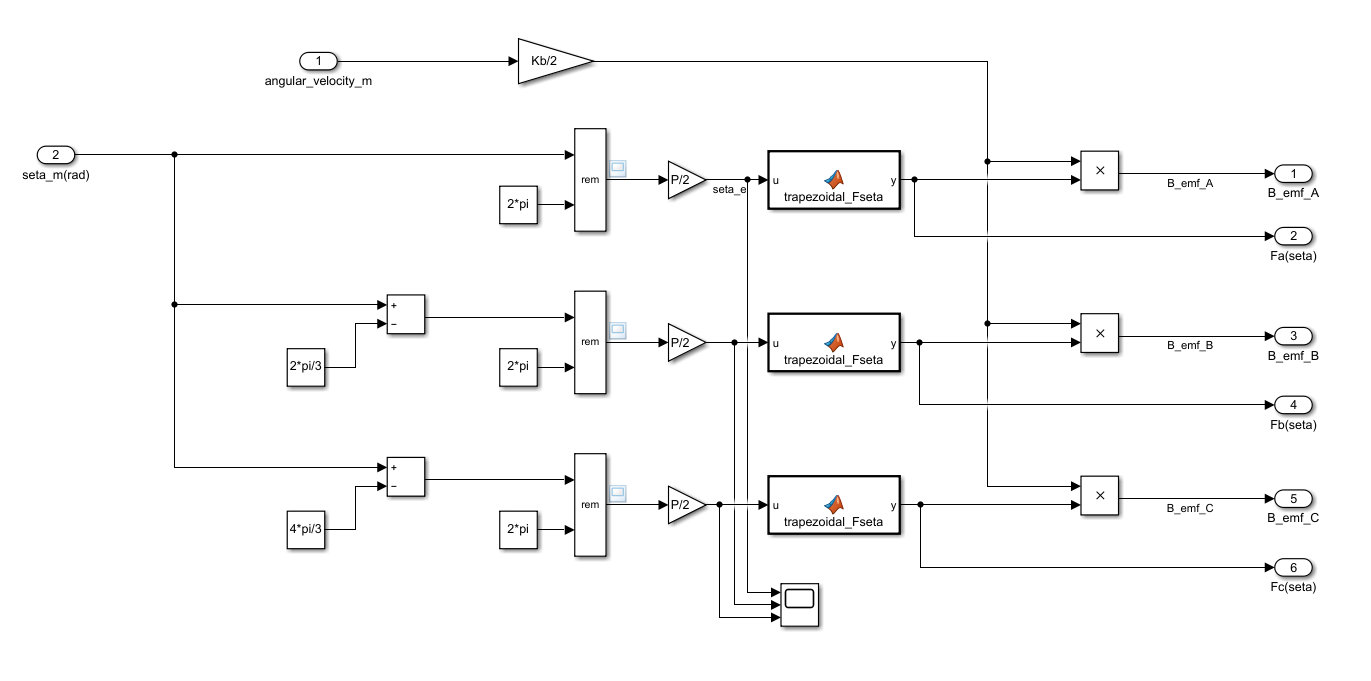 1
angular_velocity_m
Kb/2
2
seta_m(rad)
rem
2*pi
P/2
seta_e
u
y
trapezoidal_Fseta
×
B_emf_A
1
B_emf_A
2
Fa(seta)
+
−
2*pi/3
rem
2*pi
P/2
u
y
trapezoidal_Fseta
×
B_emf_B
3
B_emf_B
4
Fb(seta)
+
−
4*pi/3
rem
2*pi
P/2
u
y
trapezoidal_Fseta
×
B_emf_C
5
B_emf_C
6
Fc(seta)